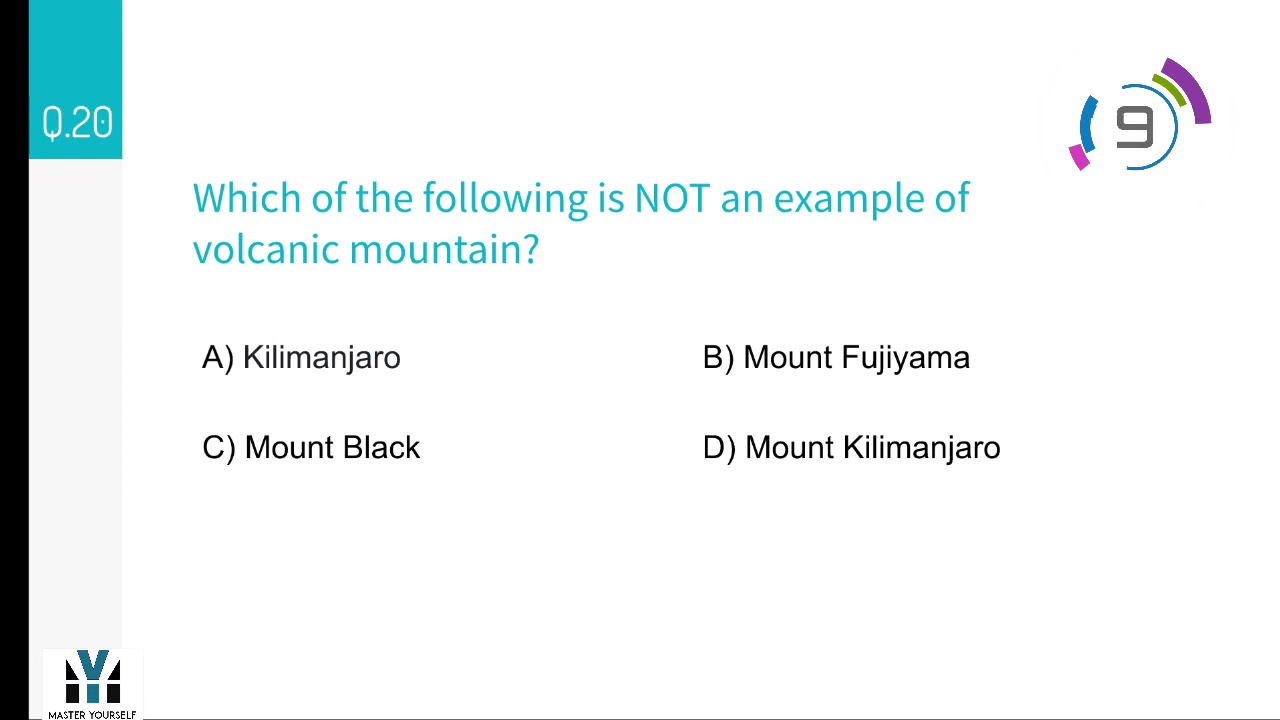 Q.20
9
Which of the following is NOT an example of
volcanic mountain?
A) Kilimanjaro
B) Mount Fujiyama
C) Mount Black
D) Mount Kilimanjaro
MASTER YOURSELF